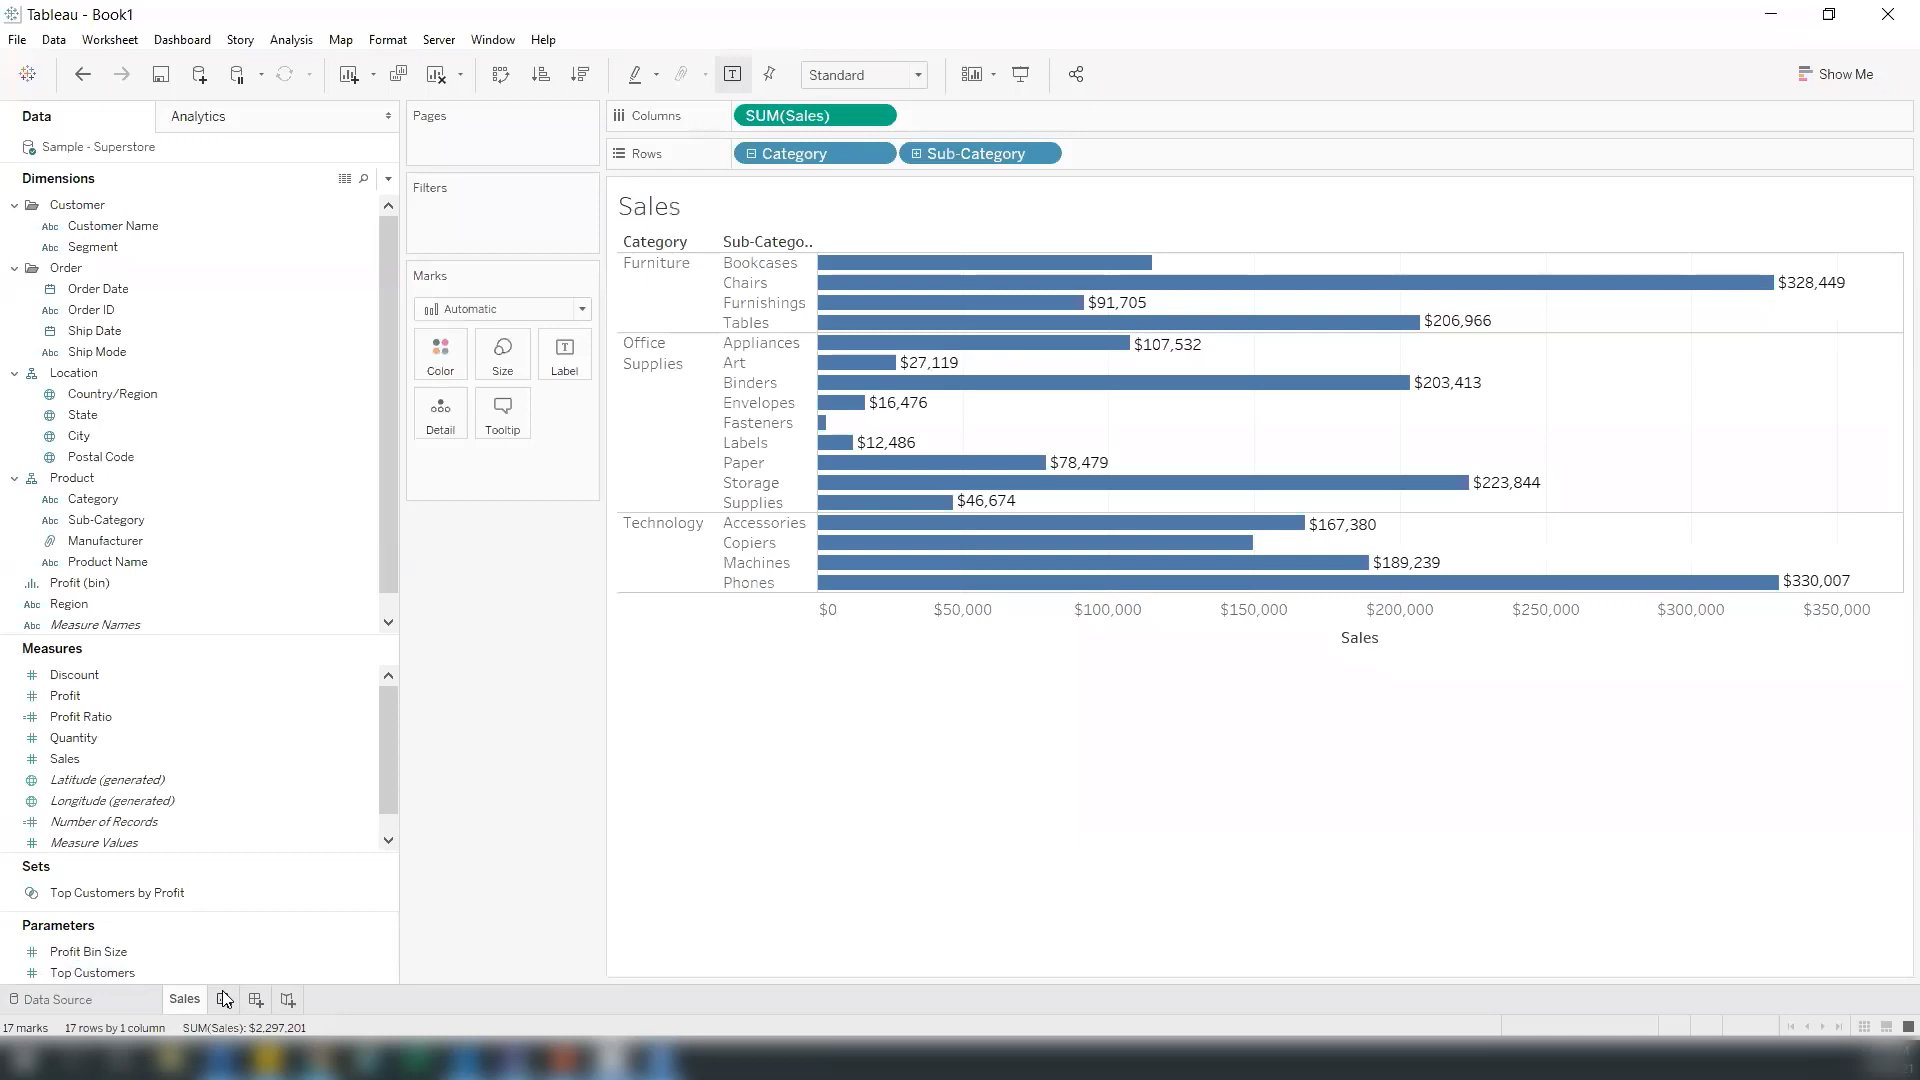 Tableau - Book1
File Data Worksheet Dashboard Story Analysis Map Format Server Window Help
Standard
Show Me
Data
Analytics
Sample - Superstore
Dimensions
Customer
Abc Customer Name
Abc Segment
Order
Order Date
Abc Order ID
Ship Date
Abc Ship Mode
Location
Country/Region
State
City
Postal Code
Product
Abc Category
Abc Sub-Category
Manufacturer
Abc Product Name
Profit (bin)
Abc Region
Abc Measure Names
Measures
# Discount
# Profit
=# Profit Ratio
# Quantity
# Sales
Latitude (generated)
Longitude (generated)
=# Number of Records
# Measure Values
Sets
Top Customers by Profit
Parameters
# Profit Bin Size
# Top Customers
Pages
Filters
Marks
Automatic
Color Size Label
Detail Tooltip
Columns SUM(Sales)
Rows Category Sub-Category
Sales
Category Sub-Catego..
Furniture Bookcases
Chairs $328,449
Furnishings $91,705
Tables $206,966
Office Supplies Appliances $107,532
Art $27,119
Binders $203,413
Envelopes $16,476
Fasteners
Labels $12,486
Paper $78,479
Storage $223,844
Supplies $46,674
Technology Accessories $167,380
Copiers
Machines $189,239
Phones $330,007
$0 $50,000 $100,000 $150,000 $200,000 $250,000 $300,000 $350,000
Sales
Data Source Sales
17 marks 17 rows by 1 column SUM(Sales): $2,297,201